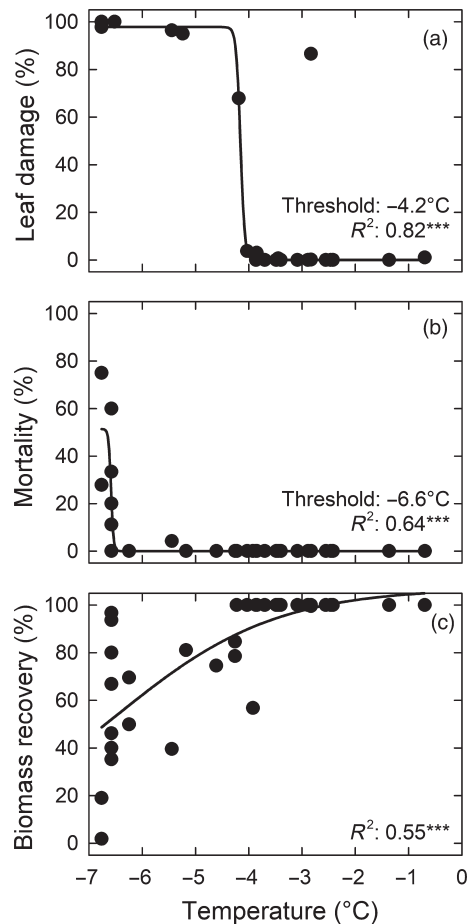 (a)
Leaf damage (%)
100
80
60
40
20
0
Threshold: –4.2°C
R²: 0.82***
(b)
Mortality (%)
100
80
60
40
20
0
Threshold: –6.6°C
R²: 0.64***
(c)
Biomass recovery (%)
100
80
60
40
20
0
R²: 0.55***
–7 –6 –5 –4 –3 –2 –1 0
Temperature (°C)